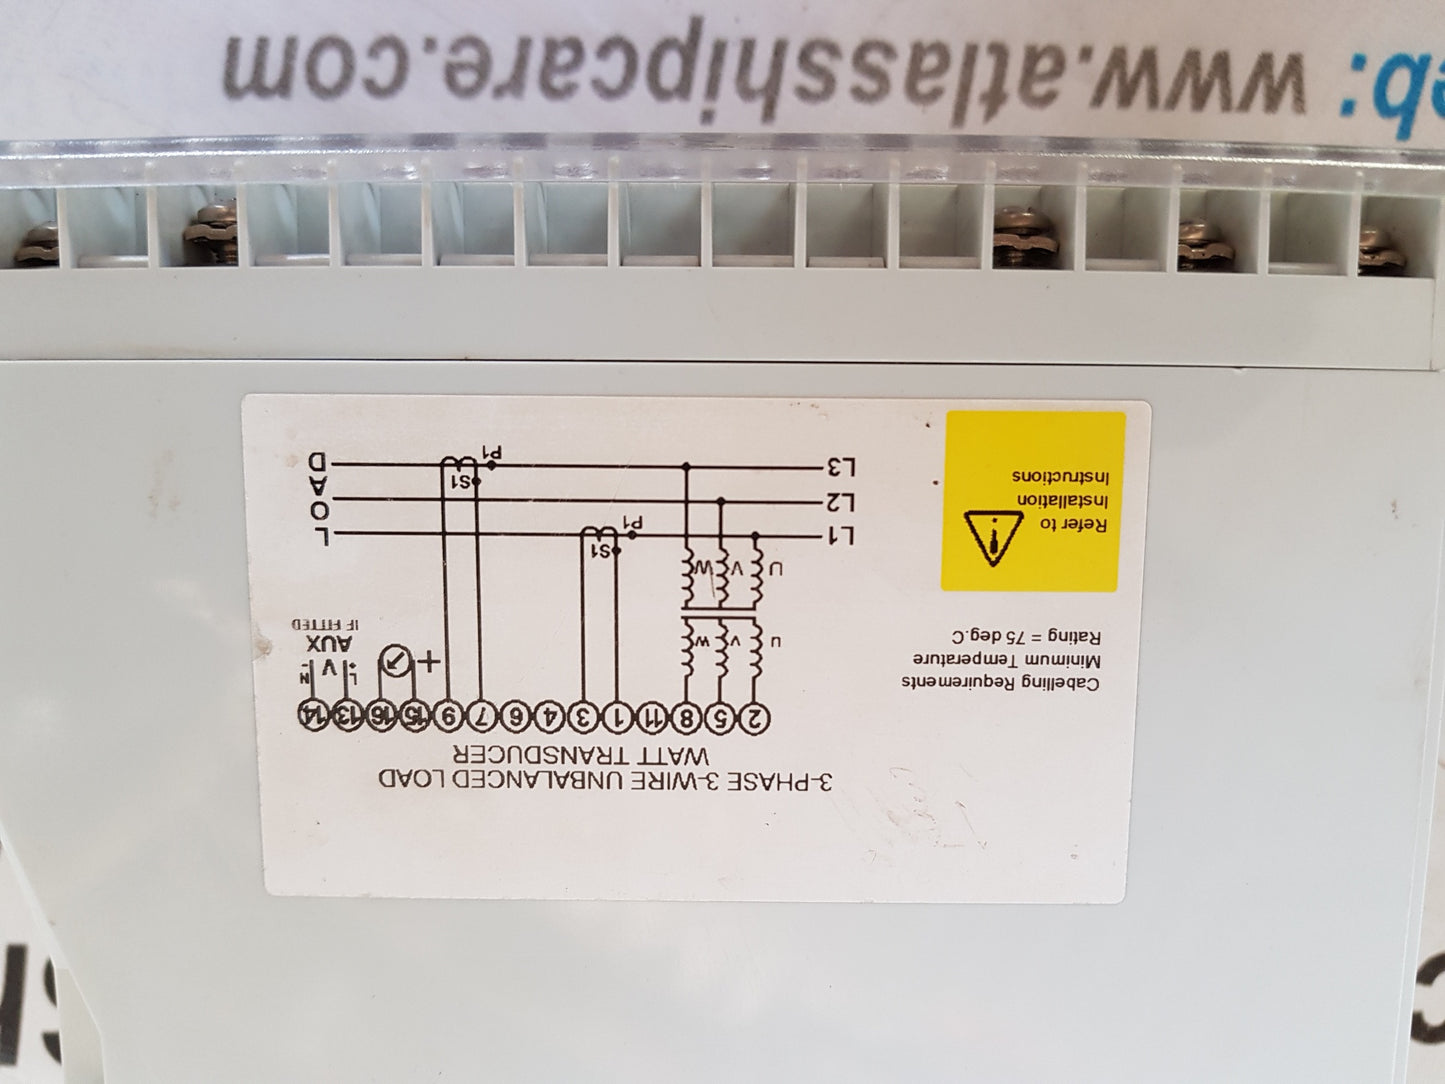 Cabelling Requirements
Minimum Temperature
Rating = 75 deg.C
Refer to
Installation
Instructions
3-PHASE 3-WIRE UNBALANCED LOAD
WATT TRANSDUCER
2 5 8 11 1 3 4 6 7 9 15 16 13 14
+
L V N
AUX
IF FITTED
u v w
U V W
S1
P1
S1
P1
L1
L2
L3
L
O
A
D
eb: www.atlasshipcare.com